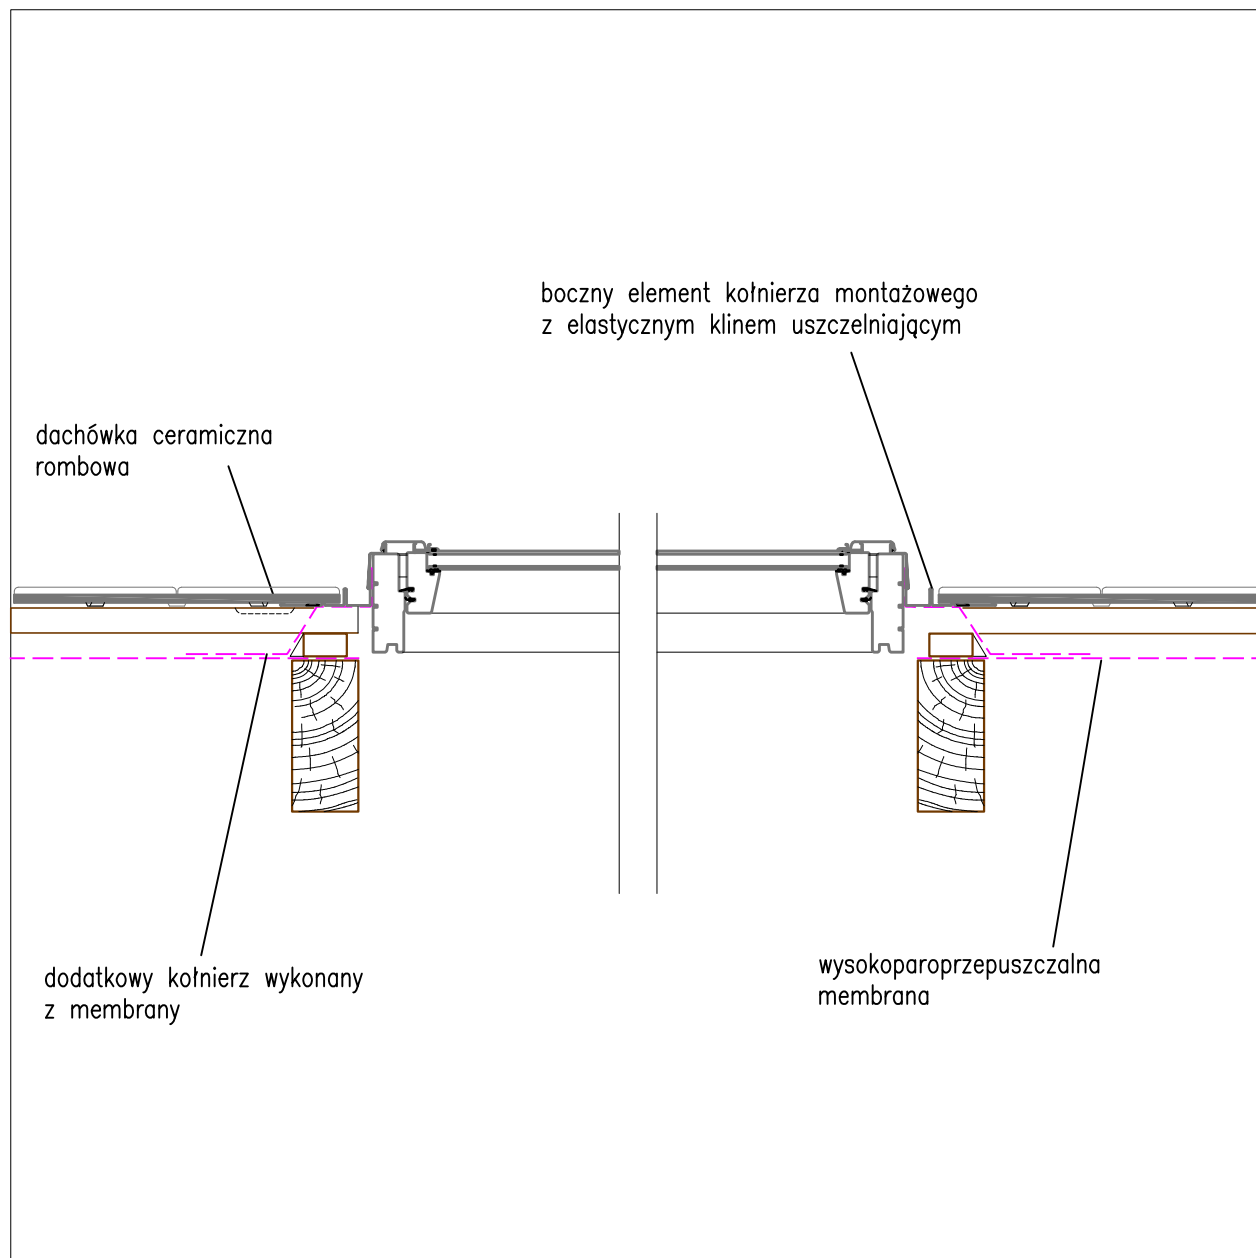 boczny element kołnierza montażowego
z elastycznym klinem uszczelniającym
dachówka ceramiczna
rombowa
dodatkowy kołnierz wykonany
z membrany
wysokoparoprzepuszczalna
membrana